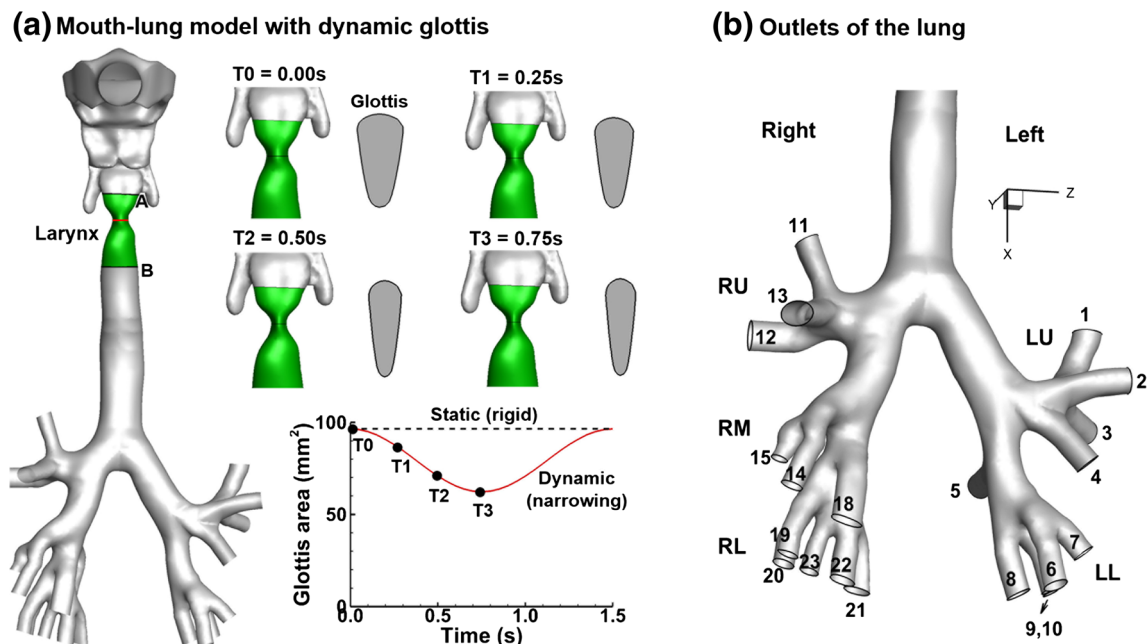 (a) Mouth-lung model with dynamic glottis
T0 = 0.00s
Glottis
T1 = 0.25s
A
Larynx
B
T2 = 0.50s
T3 = 0.75s
Glottis area (mm²)
100
50
0
Static (rigid)
T0
T1
T2
T3
Dynamic
(narrowing)
0.0
0.5
1.0
1.5
Time (s)
(b) Outlets of the lung
Right
Left
Y
Z
X
11
RU
13
12
1
LU
2
3
4
RM
15
14
5
18
RL
19
20
23
22
21
7
6
8
LL
9,10